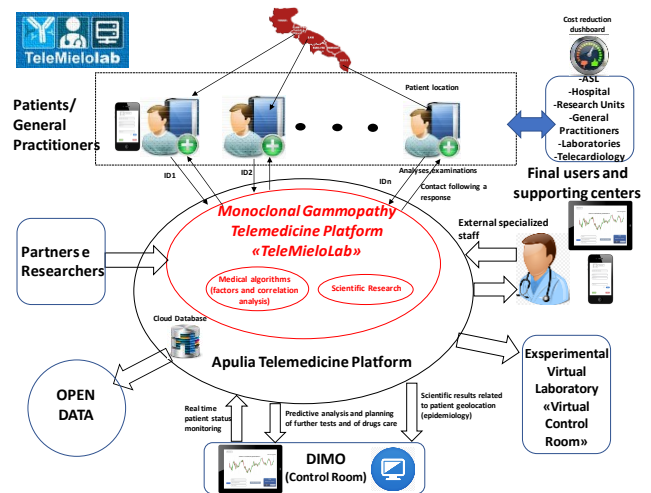 TeleMielolab
Cost reduction
dushboard
Patient location
Patients/
General
Practitioners
-ASL
-Hospital
-Research Units
-General
Practitioners
-Laboratories
-Telecardiology
ID1
ID2
IDn
Analyses,examinations
Contact following a
response
Final users and
supporting centers
Monoclonal Gammopathy
Telemedicine Platform
«TeleMieloLab»
External specialized
staff
Partners e
Researchers
Medical algorithms
(factors and correlation
analysis)
Scientific Research
Cloud Database
Apulia Telemedicine Platform
Exsperimental
Virtual
Laboratory
«Virtual
Control
Room»
OPEN
DATA
Real time
patient status
monitoring
Predictive analysis and planning
of further tests and of drugs care
Scientific results related
to patient geolocation
(epidemiology)
DIMO
(Control Room)